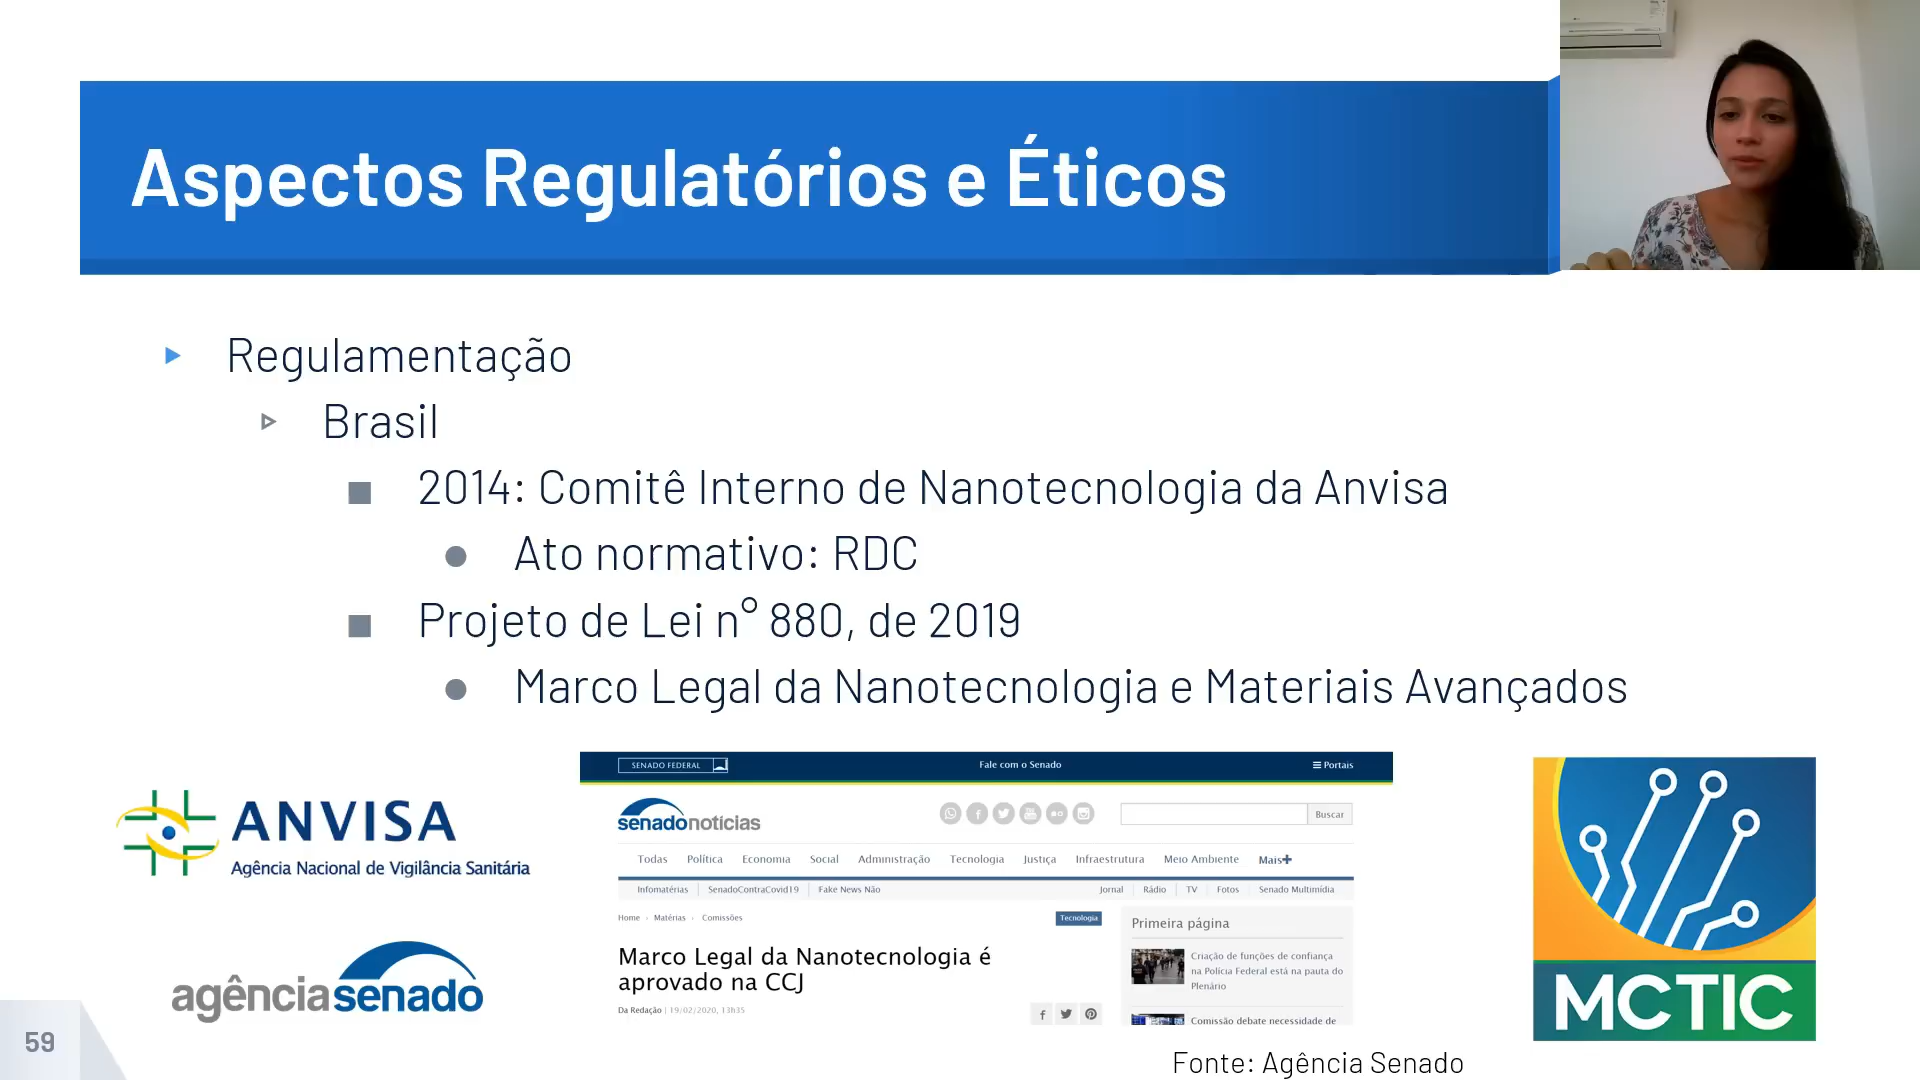 Aspectos Regulatórios e Éticos
Regulamentação
Brasil
2014: Comitê Interno de Nanotecnologia da Anvisa
Ato normativo: RDC
Projeto de Lei n° 880, de 2019
Marco Legal da Nanotecnologia e Materiais Avançados
ANVISA
Agência Nacional de Vigilância Sanitária
agênciasenado
SENADO FEDERAL
Fale com o Senado
Portais
senadonotícias
Buscar
Todas Política Economia Social Administração Tecnologia Justiça Infraestrutura Meio Ambiente Mais+
Infomatérias SenadoContraCovid19 Fake News Não Jornal Rádio TV Fotos Senado Multimídia
Home › Matérias › Comissões
Tecnologia
Marco Legal da Nanotecnologia é
aprovado na CCJ
Da Redação | 19/02/2020, 13h35
Primeira página
Criação de funções de confiança
na Polícia Federal está na pauta do
Plenário
Comissão debate necessidade de
MCTIC
Fonte: Agência Senado
59